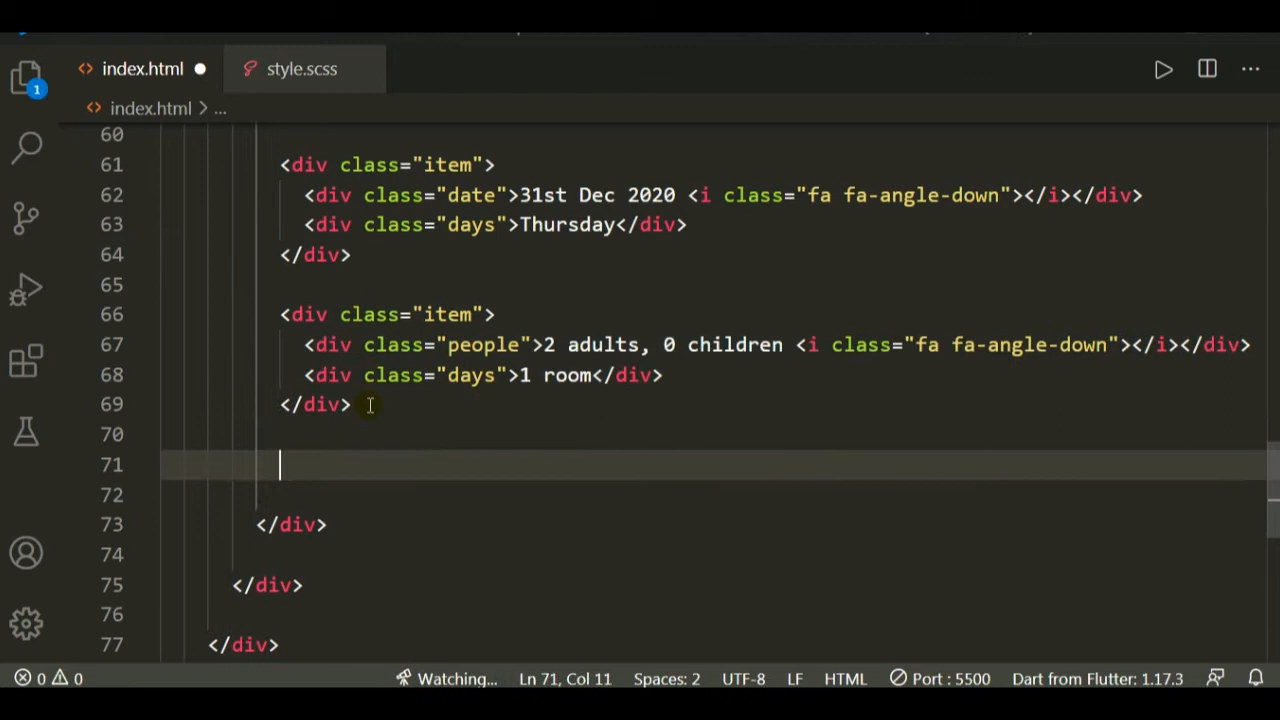 index.html
style.scss
index.html > ...
1
60
61 <div class="item">
62 <div class="date">31st Dec 2020 <i class="fa fa-angle-down"></i></div>
63 <div class="days">Thursday</div>
64 </div>
65
66 <div class="item">
67 <div class="people">2 adults, 0 children <i class="fa fa-angle-down"></i></div>
68 <div class="days">1 room</div>
69 </div>
70
71
72
73 </div>
74
75 </div>
76
77 </div>
0 0 Watching... Ln 71, Col 11 Spaces: 2 UTF-8 LF HTML Port : 5500 Dart from Flutter: 1.17.3